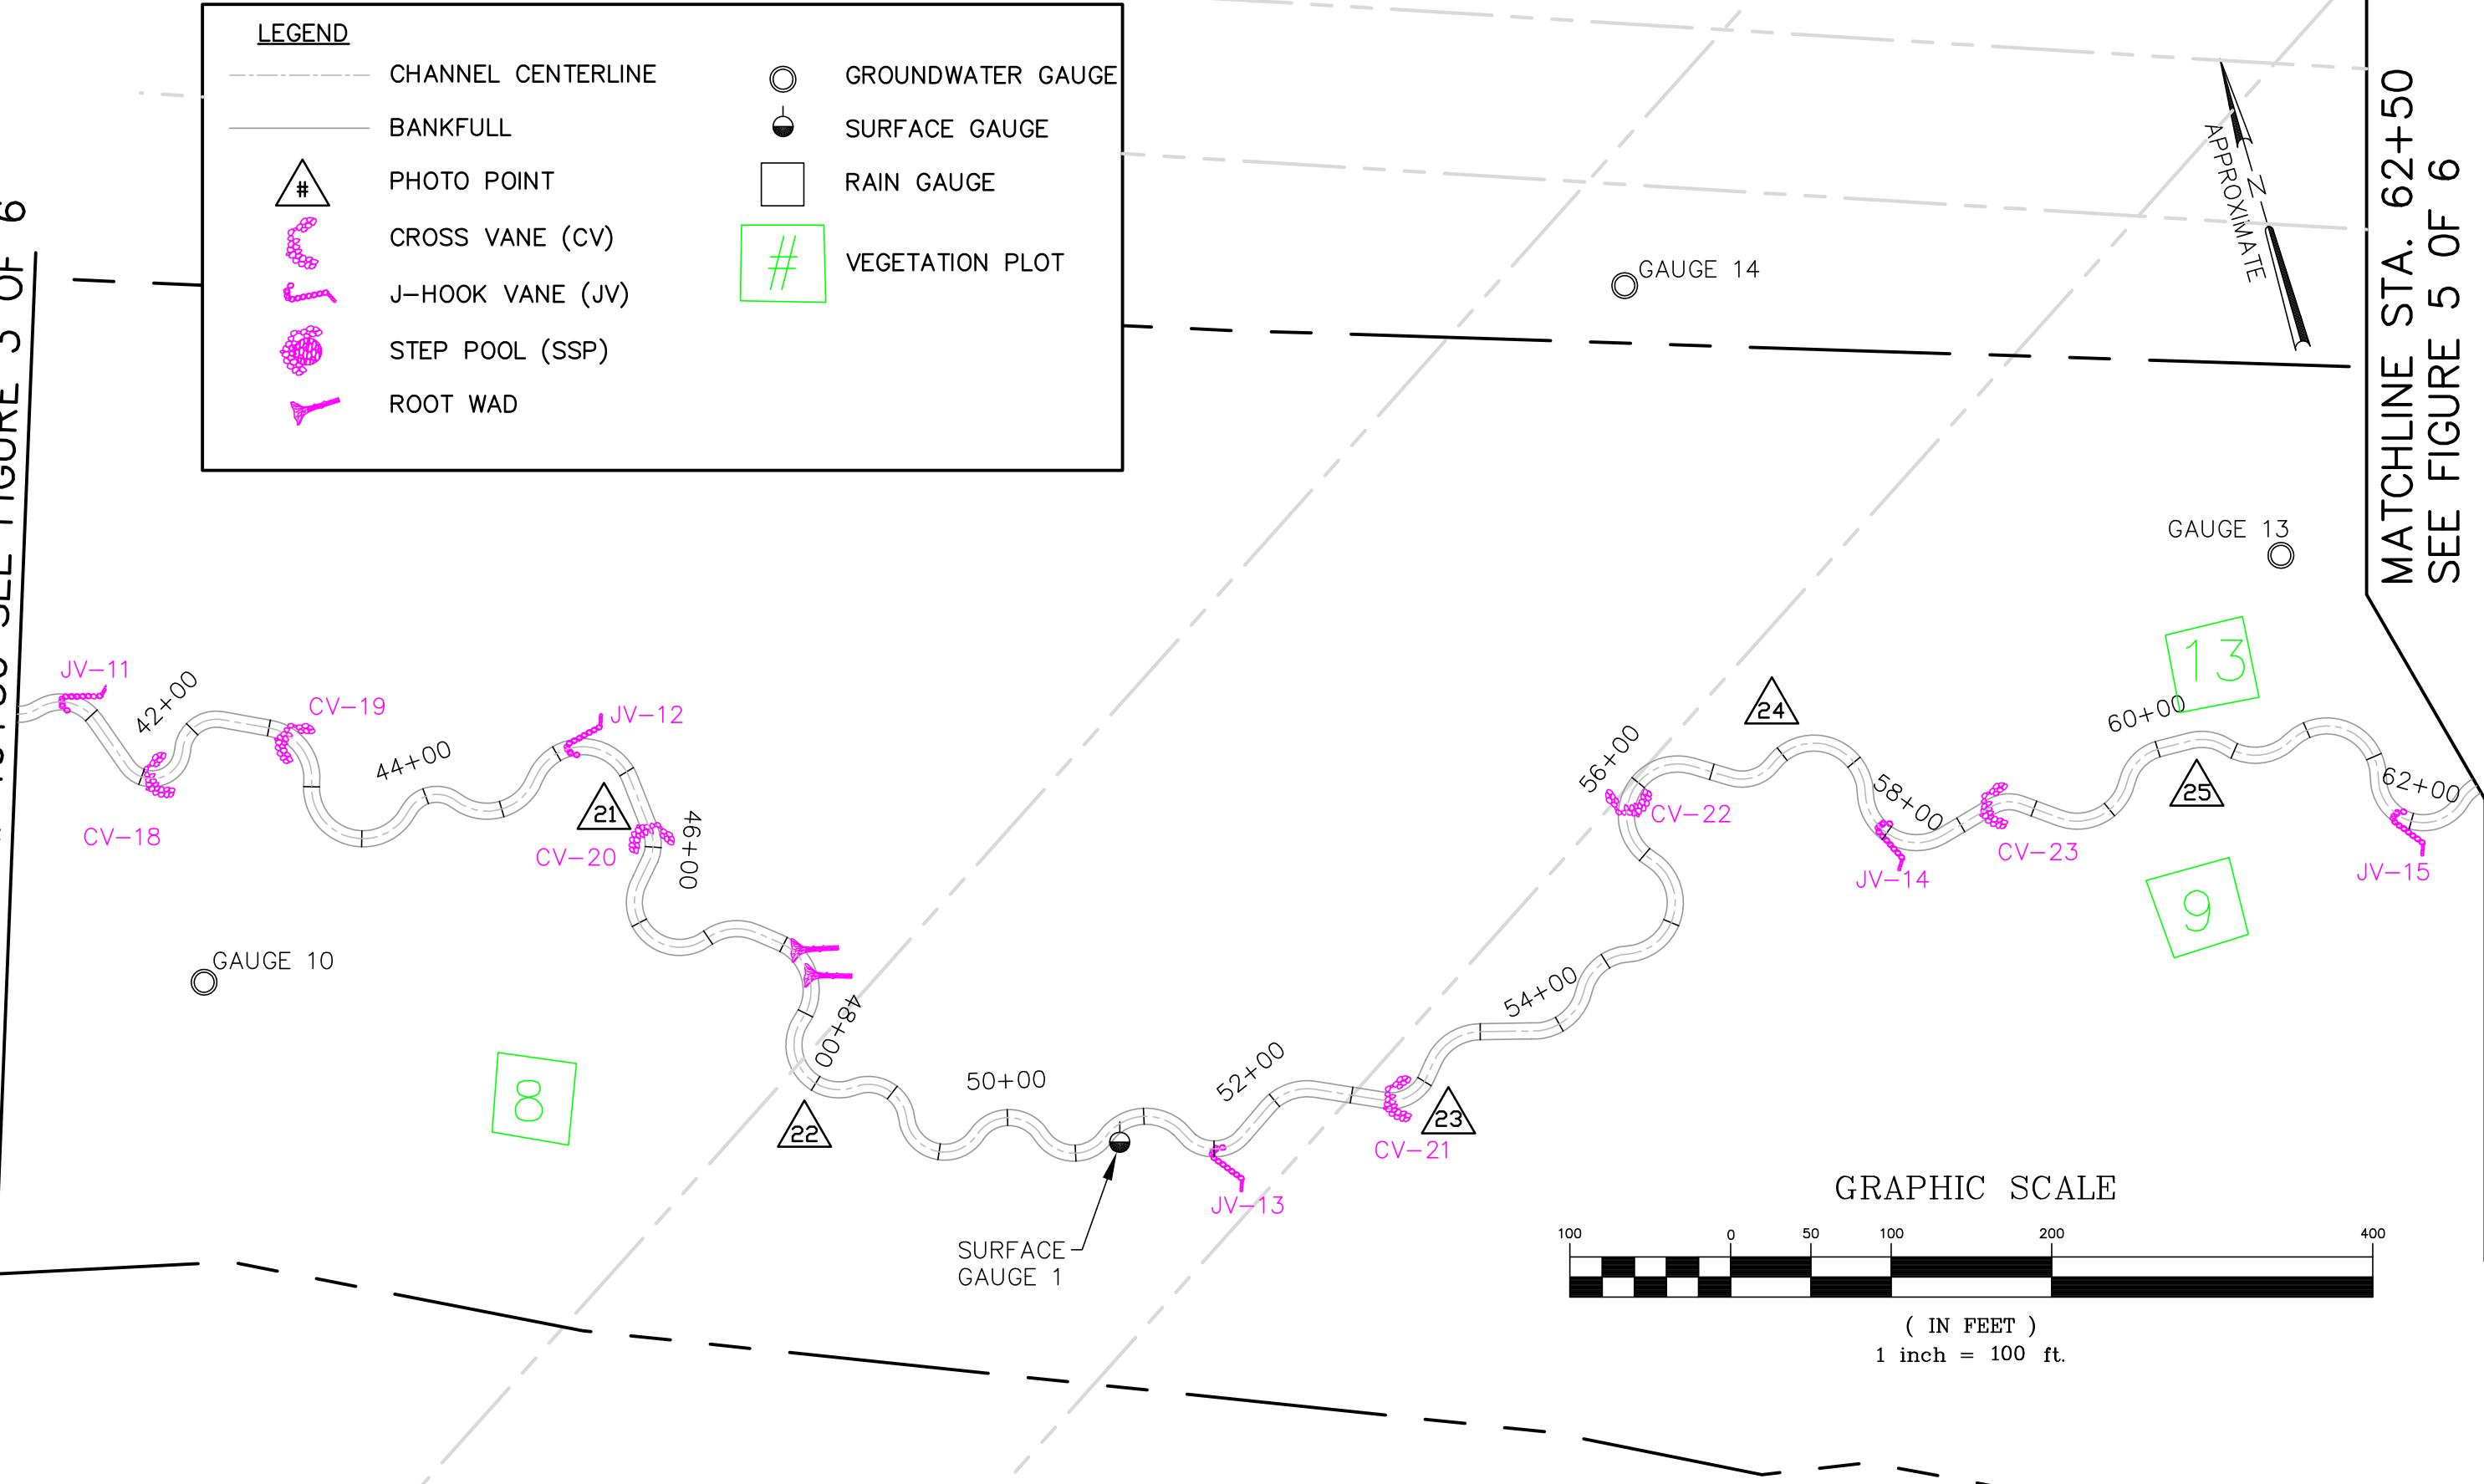 LEGEND
CHANNEL CENTERLINE
BANKFULL
#
PHOTO POINT
CROSS VANE (CV)
J-HOOK VANE (JV)
STEP POOL (SSP)
ROOT WAD
GROUNDWATER GAUGE
SURFACE GAUGE
RAIN GAUGE
#
VEGETATION PLOT
N
APPROXIMATE
MATCHLINE STA. 62+50
SEE FIGURE 5 OF 6
SEE FIGURE 3 OF 6
GAUGE 14
GAUGE 13
13
JV-11
42+00
CV-18
CV-19
44+00
JV-12
21
CV-20
46+00
GAUGE 10
8
48+00
22
50+00
SURFACE
GAUGE 1
52+00
JV-13
CV-21
23
54+00
56+00
CV-22
24
58+00
JV-14
CV-23
60+00
25
9
62+00
JV-15
GRAPHIC SCALE
100 0 50 100 200 400
( IN FEET )
1 inch = 100 ft.